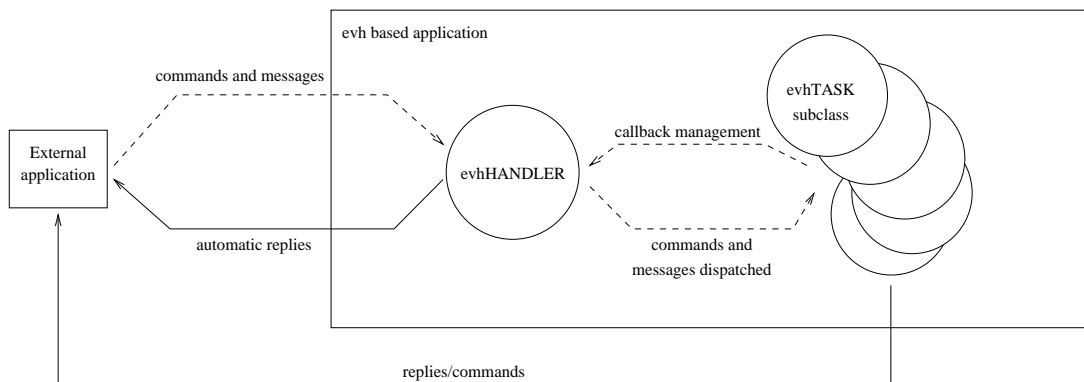 evh based application
commands and messages
evhTASK
subclass
callback management
External
application
evhHANDLER
automatic replies
commands and
messages dispatched
replies/commands